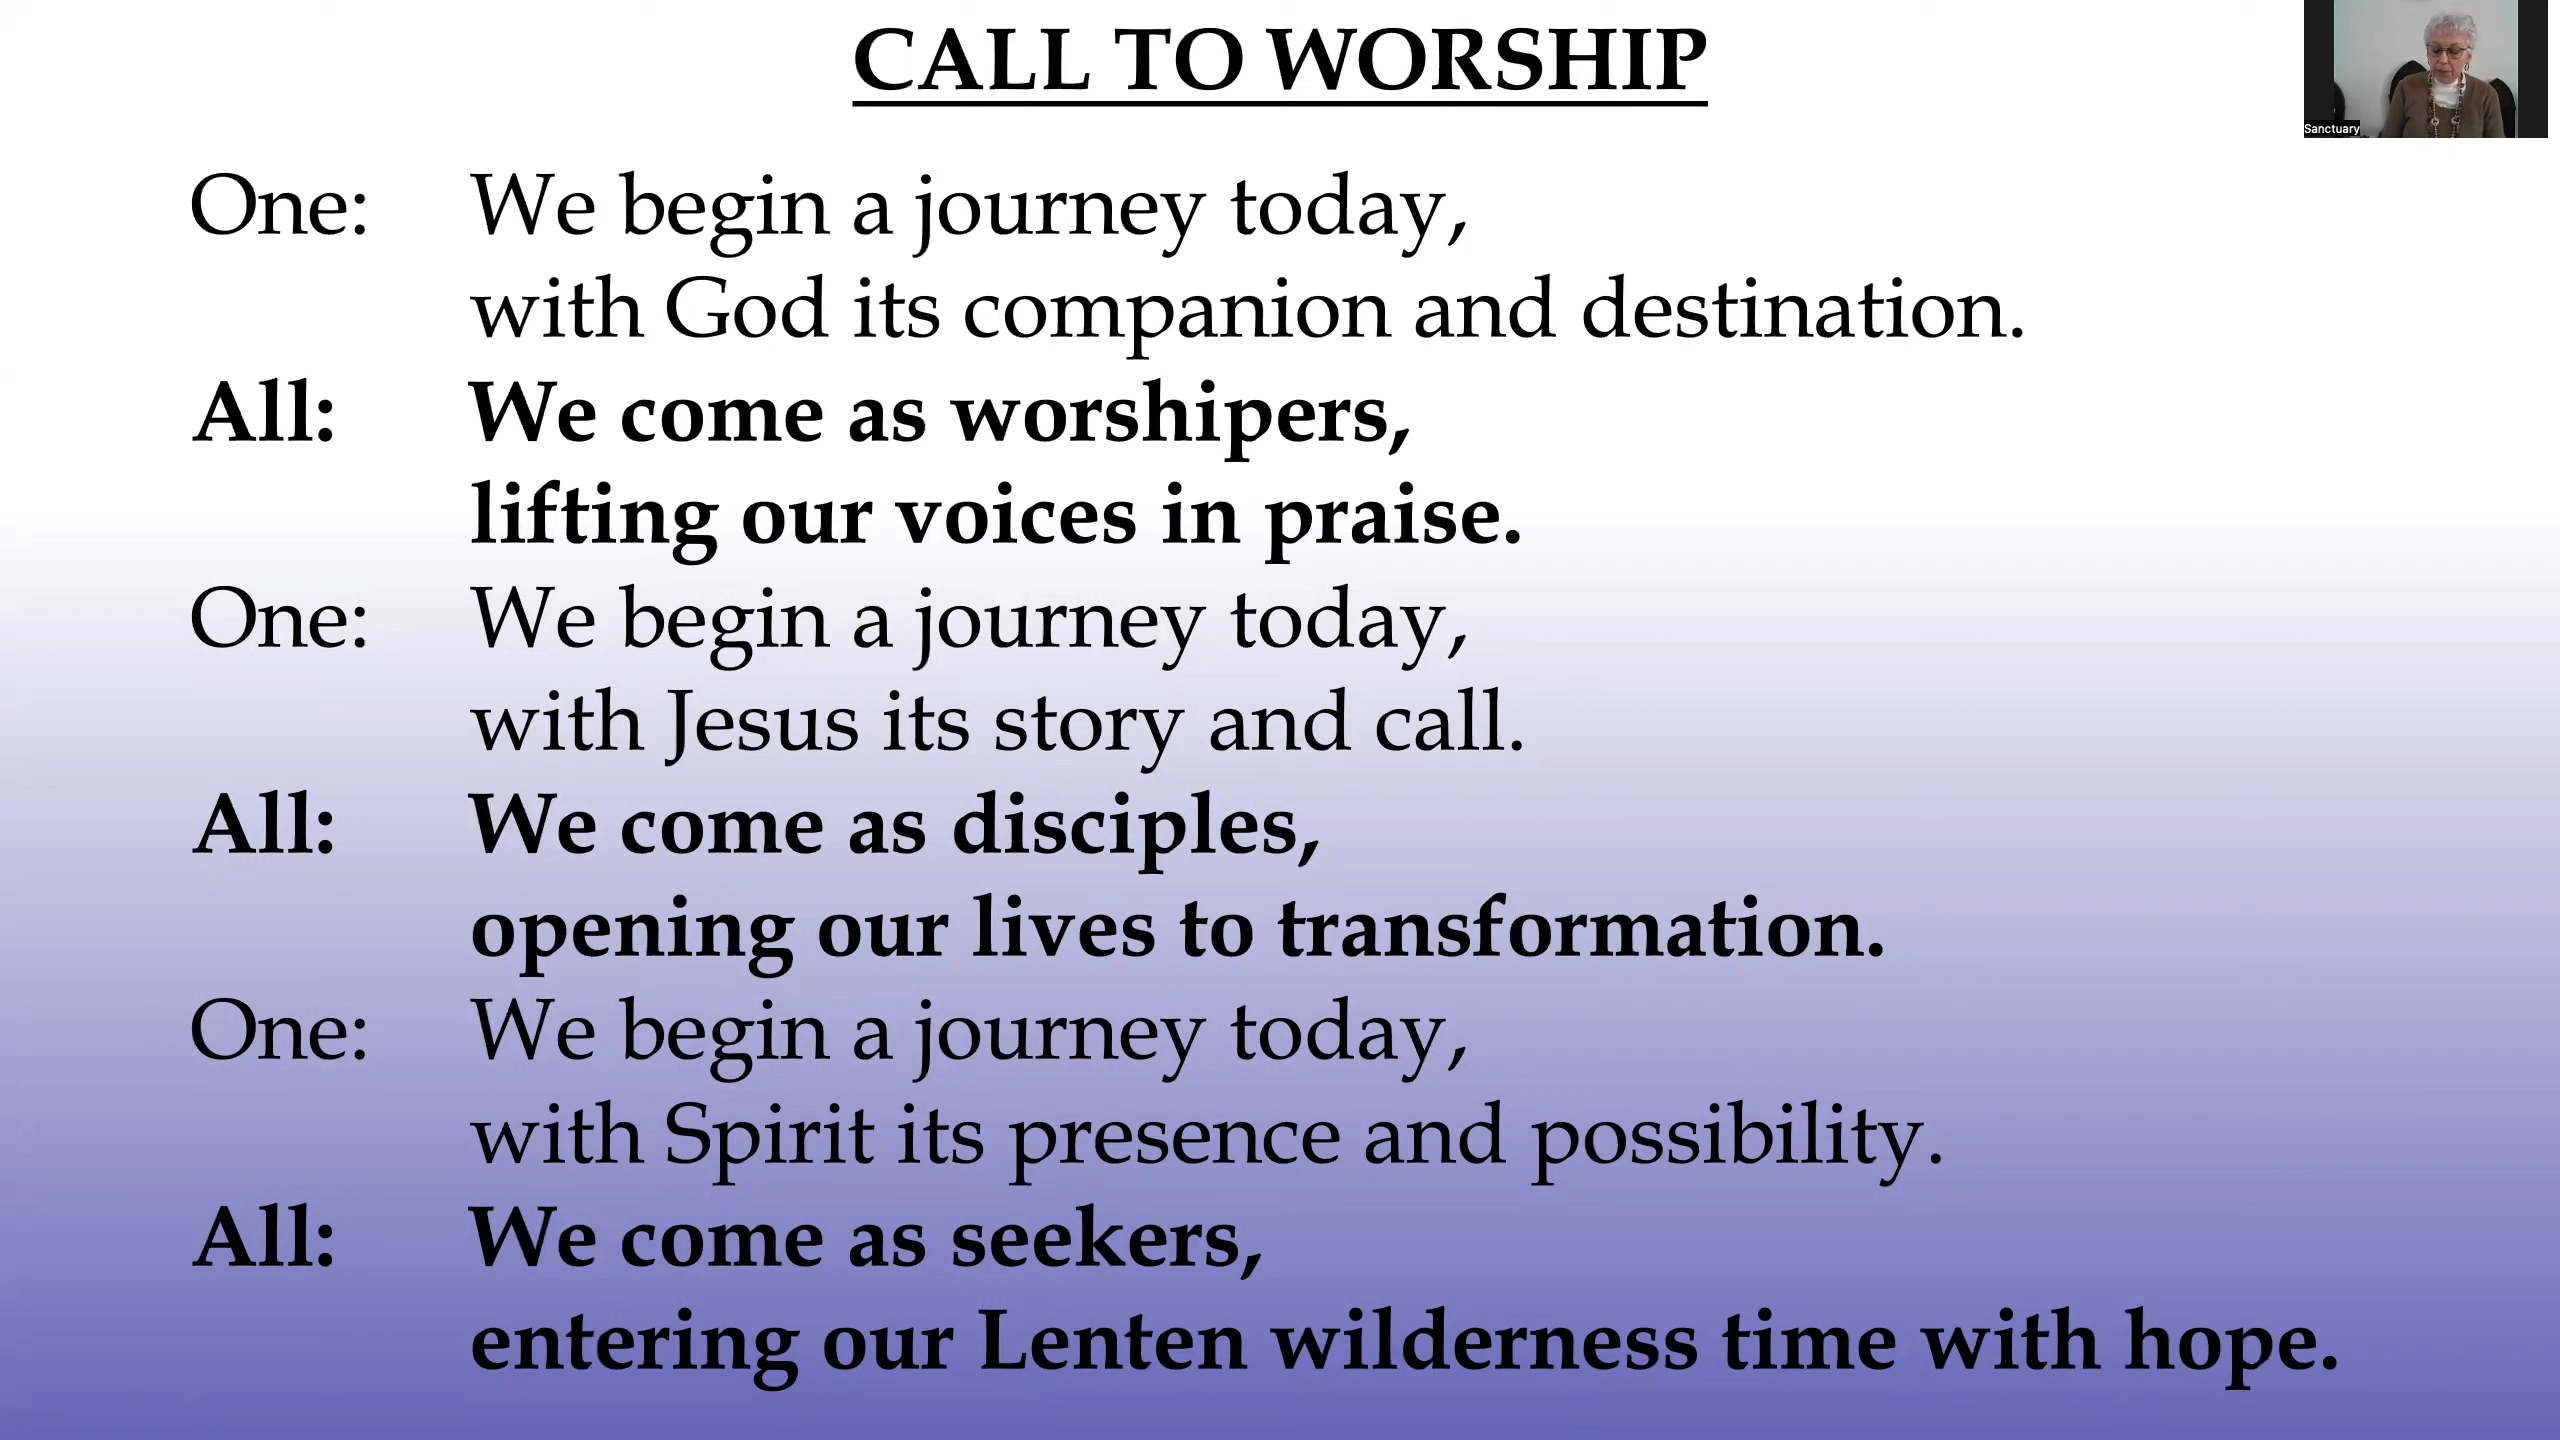 CALL TO WORSHIP
Sanctuary
One: We begin a journey today,
with God its companion and destination.
All: We come as worshipers,
lifting our voices in praise.
One: We begin a journey today,
with Jesus its story and call.
All: We come as disciples,
opening our lives to transformation.
One: We begin a journey today,
with Spirit its presence and possibility.
All: We come as seekers,
entering our Lenten wilderness time with hope.